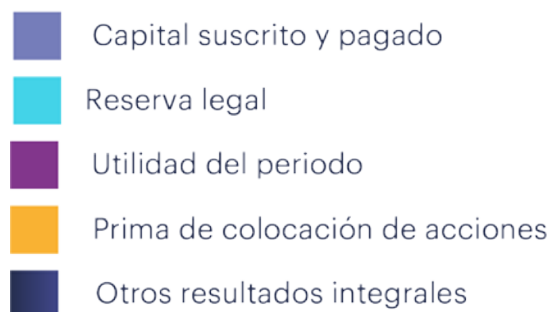 Capital suscrito y pagado
Reserva legal
Utilidad del periodo
Prima de colocación de acciones
Otros resultados integrales